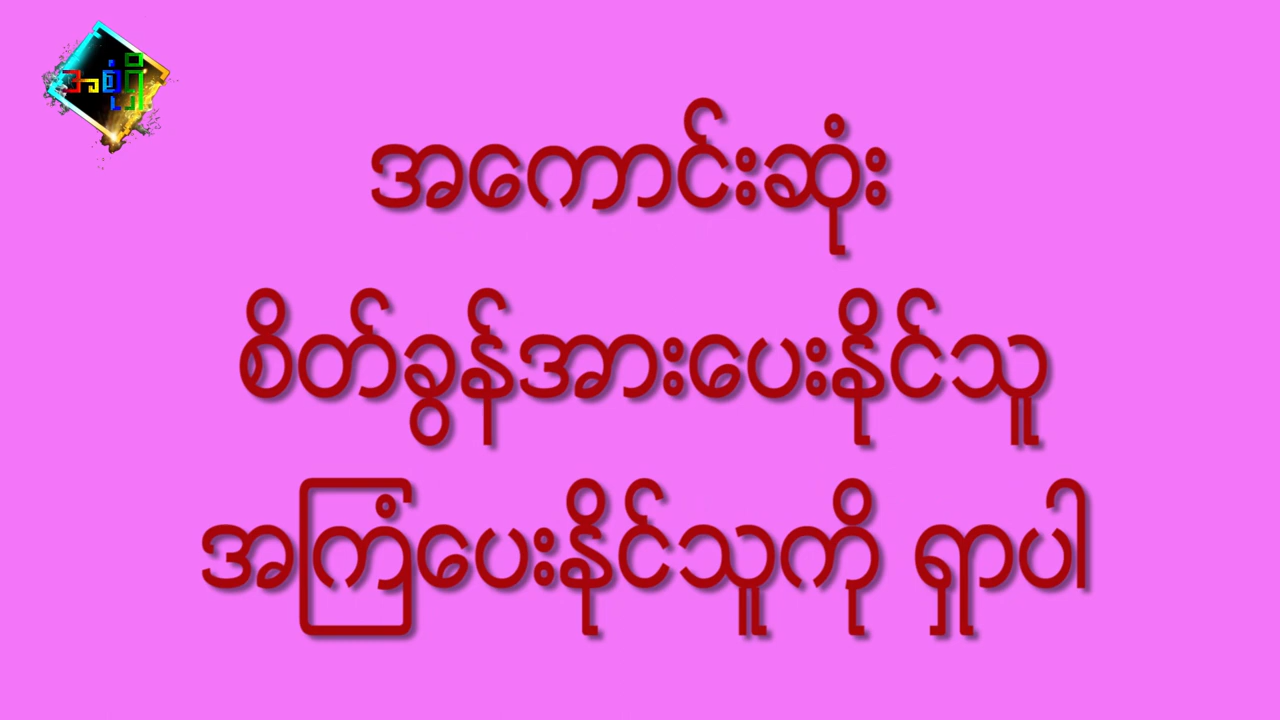 အကောင်းဆုံး
စိတ်ခွန်အားပေးနိုင်သူ
အကြံပေးနိုင်သူကို ရှာပါ